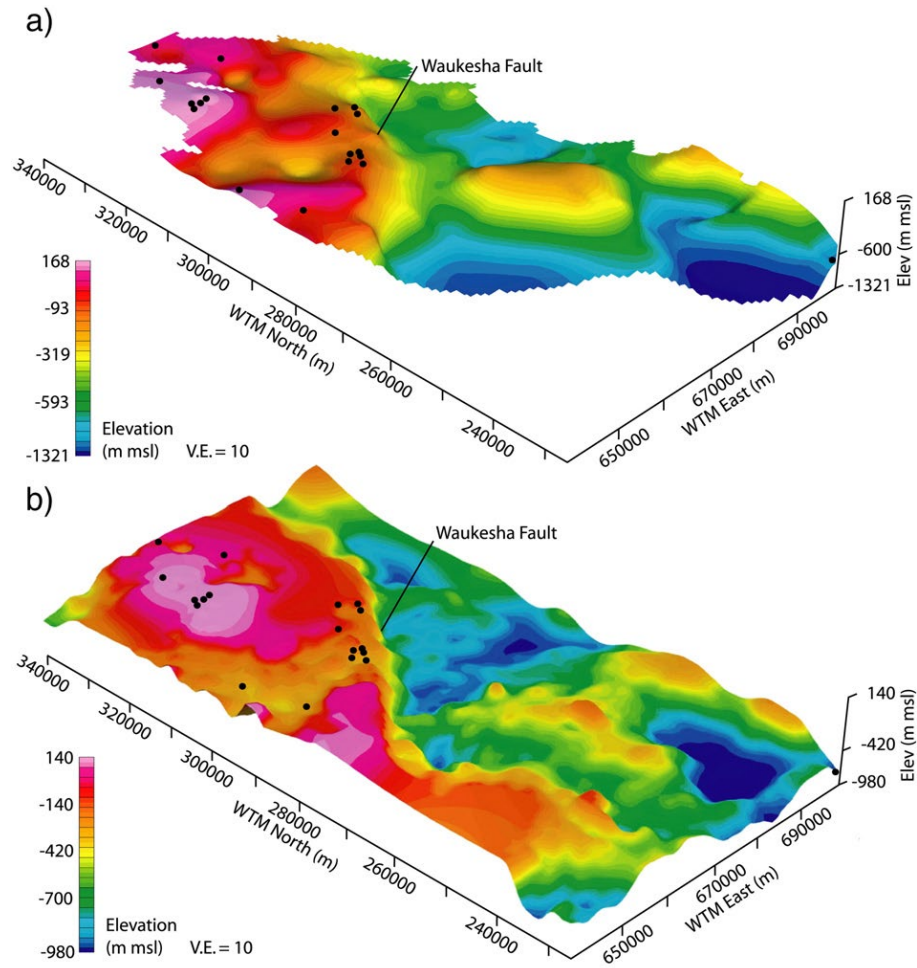 a)
Waukesha Fault
340000
320000
300000
280000
260000
240000
WTM North (m)
650000
670000
690000
WTM East (m)
168
-600
-1321
Elev (m msl)
168
-93
-319
-593
-1321
Elevation
(m msl) V.E. = 10
b)
Waukesha Fault
340000
320000
300000
280000
260000
240000
WTM North (m)
650000
670000
690000
WTM East (m)
140
-420
-980
Elev (m msl)
140
-140
-420
-700
-980
Elevation
(m msl) V.E. = 10